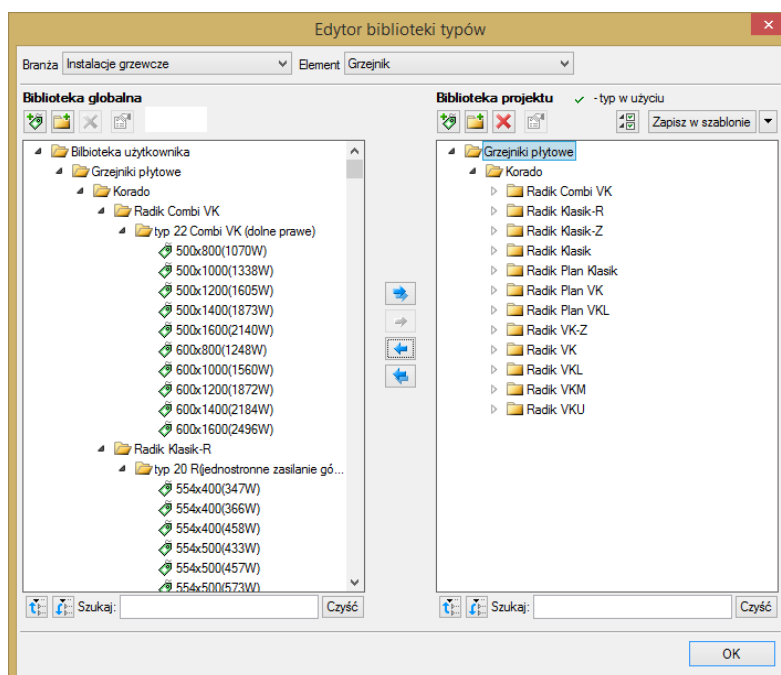 Edytor biblioteki typów
Branża Instalacje grzewcze Element Grzejnik
Biblioteka globalna
Biblioteka użytkownika
Grzejniki płytowe
Korado
Radik Combi VK
typ 22 Combi VK (dolne prawe)
500x800(1070W)
500x1000(1338W)
500x1200(1605W)
500x1400(1873W)
500x1600(2140W)
600x800(1248W)
600x1000(1560W)
600x1200(1872W)
600x1400(2184W)
600x1600(2496W)
Radik Klasik-R
typ 20 R(jednostronne zasilanie gó...
554x400(347W)
554x400(366W)
554x400(458W)
554x500(433W)
554x500(457W)
554x500(573W)
Szukaj: Czyść
Biblioteka projektu -typ w użyciu
Zapisz w szablonie
Grzejniki płytowe
Korado
Radik Combi VK
Radik Klasik-R
Radik Klasik-Z
Radik Klasik
Radik Plan Klasik
Radik Plan VK
Radik Plan VKL
Radik VK-Z
Radik VK
Radik VKL
Radik VKM
Radik VKU
Szukaj: Czyść
OK